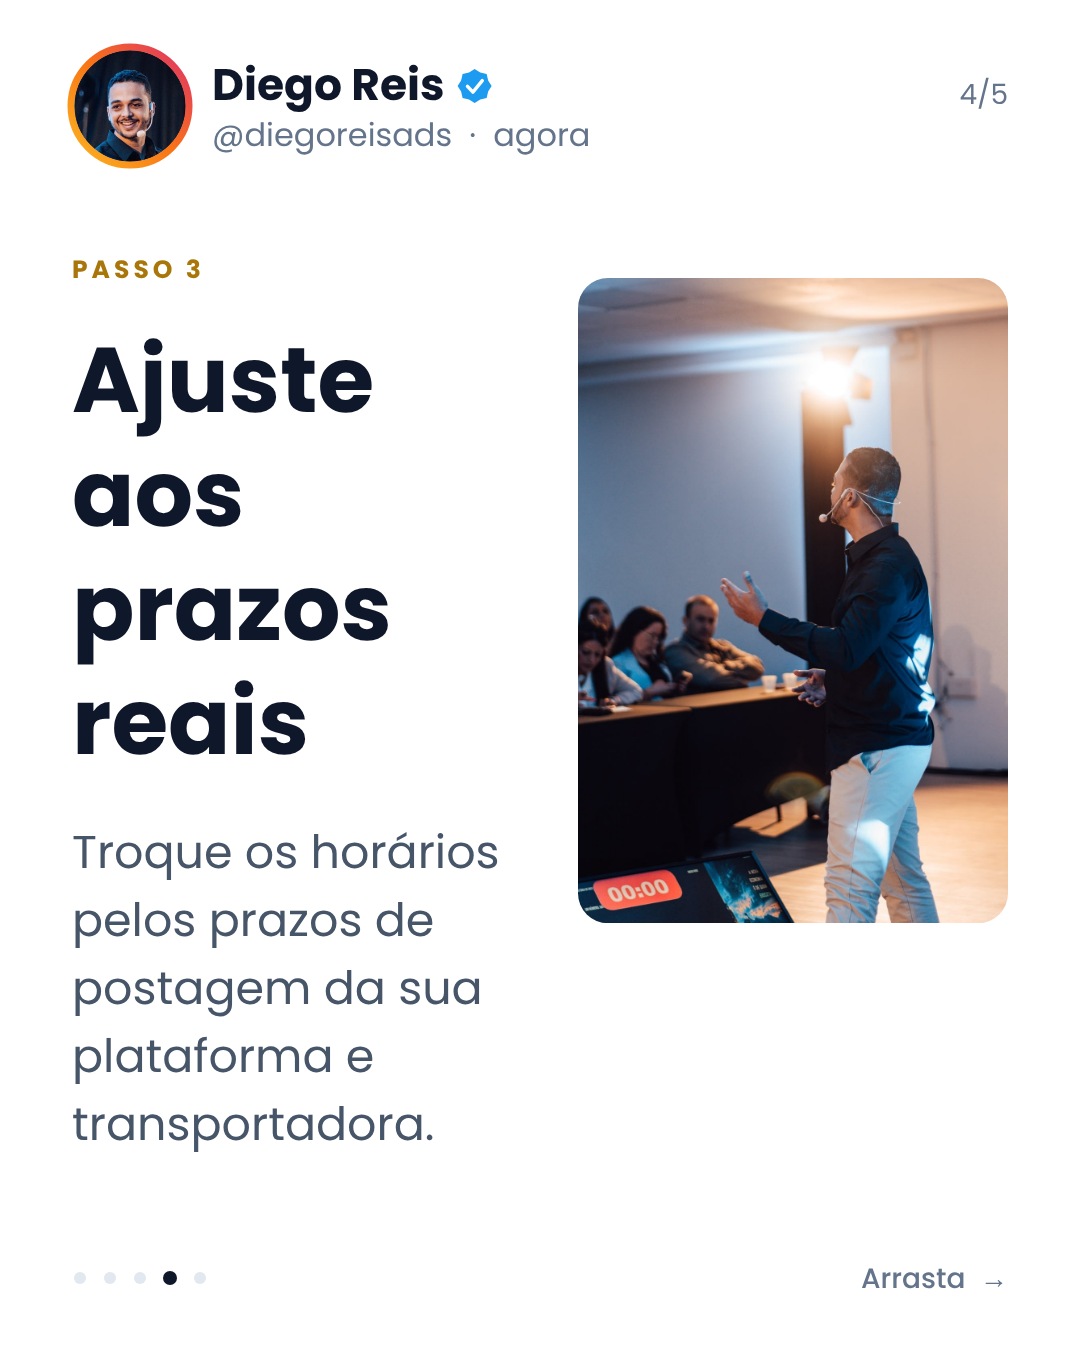 Diego Reis
@diegoreisads · agora
4/5
PASSO 3
Ajuste
aos
prazos
reais
Troque os horários
pelos prazos de
postagem da sua
plataforma e
transportadora.
00:00
Arrasta →